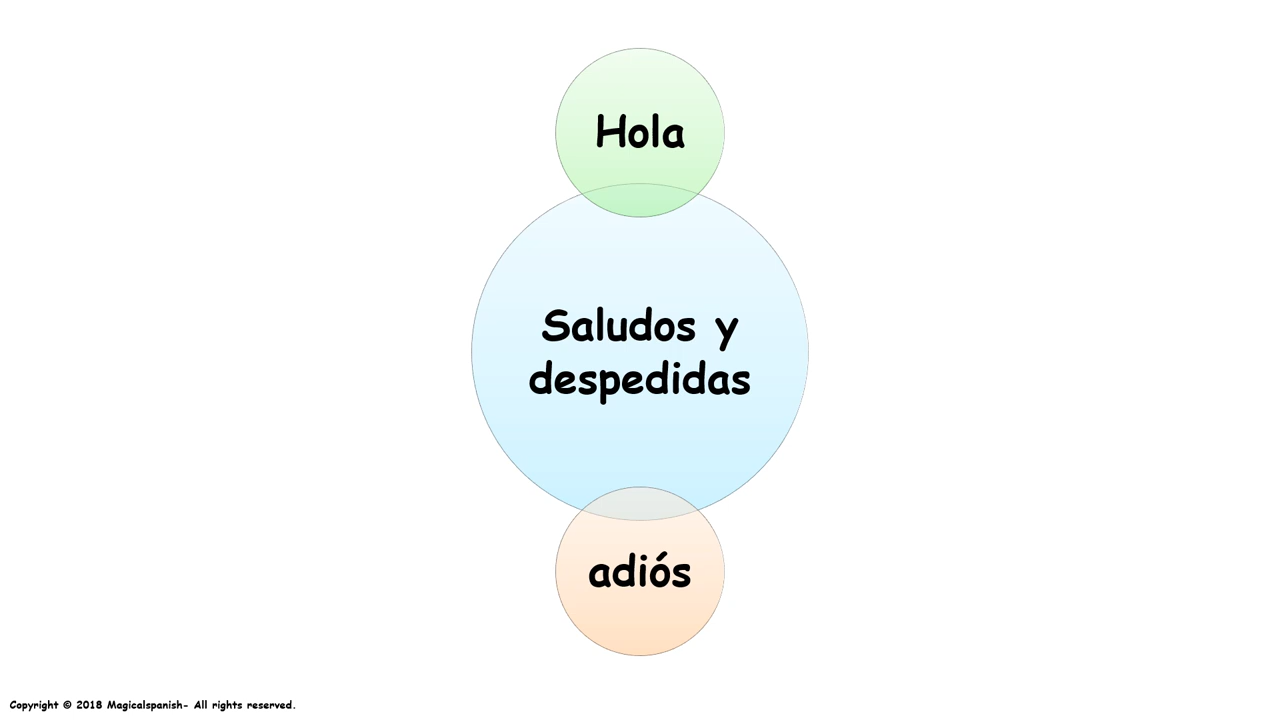 Hola
Saludos y
despedidas
adiós
Copyright © 2018 Magicalspanish- All rights reserved.